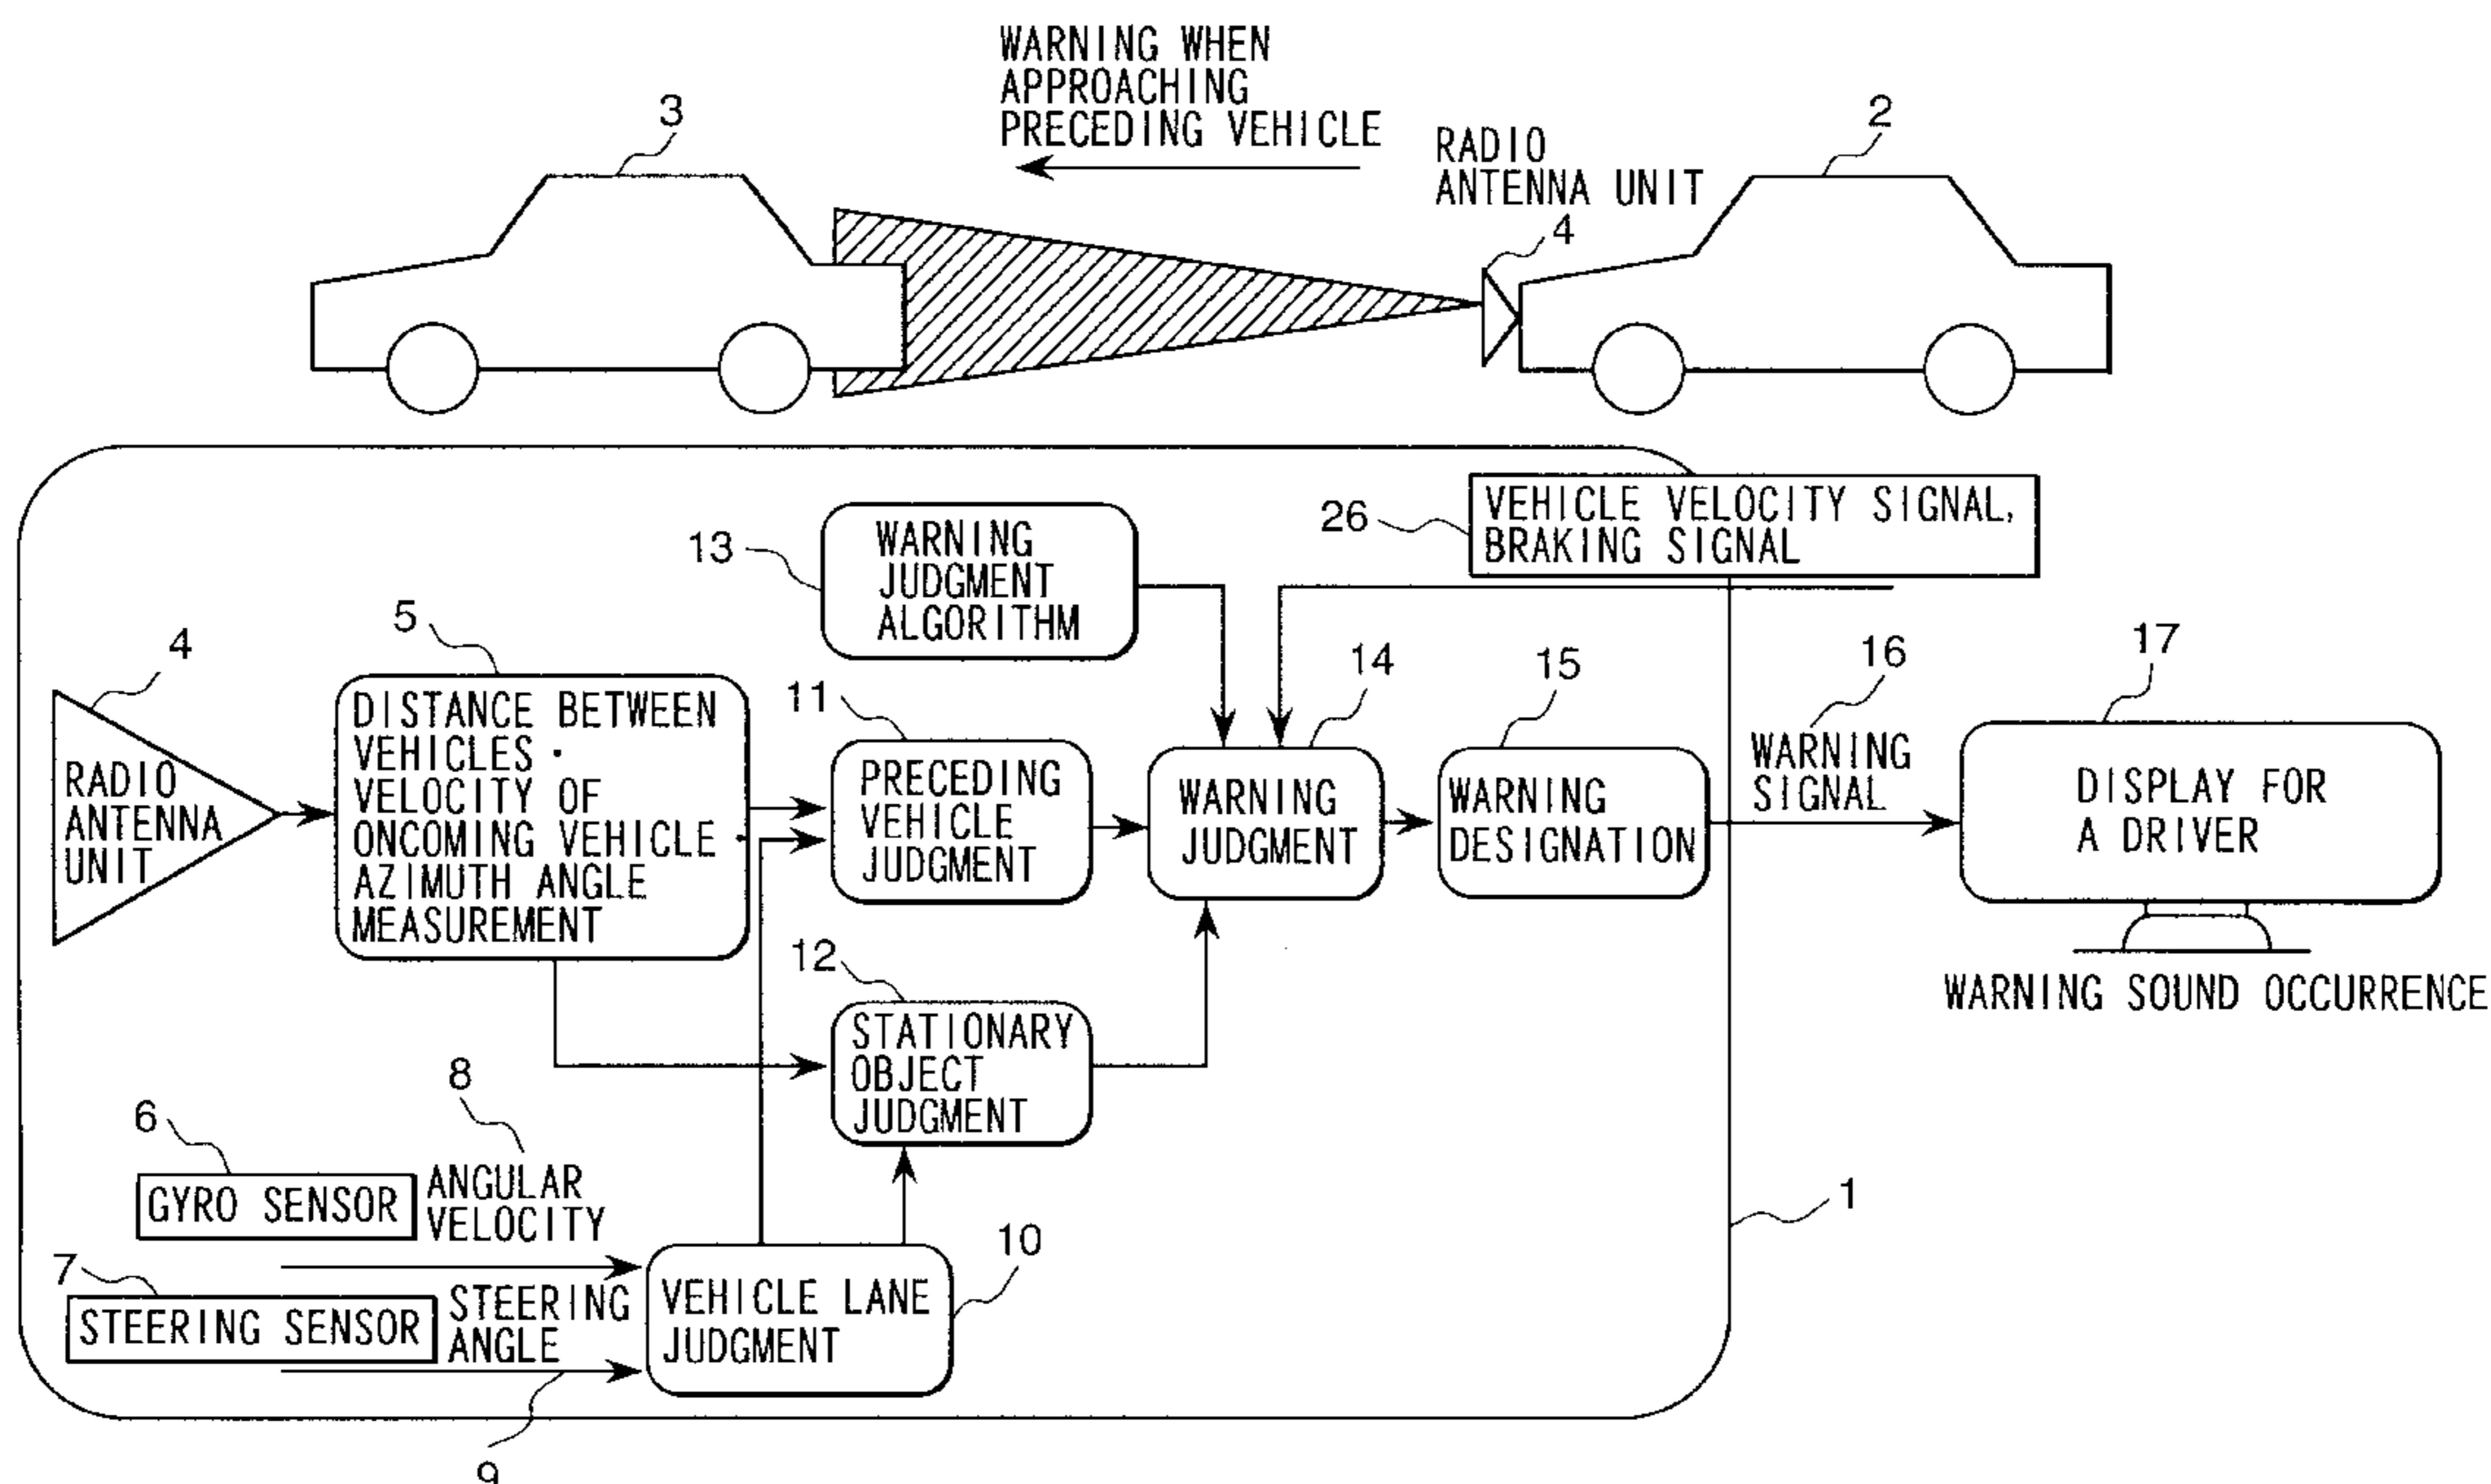 WARNING WHEN
APPROACHING
PRECEDING VEHICLE
3
2
RADIO
ANTENNA UNIT
4
26
VEHICLE VELOCITY SIGNAL,
BRAKING SIGNAL
13
WARNING
JUDGMENT
ALGORITHM
4
RADIO
ANTENNA
UNIT
5
DISTANCE BETWEEN
VEHICLES・
VELOCITY OF
ONCOMING VEHICLE・
AZIMUTH ANGLE
MEASUREMENT
11
PRECEDING
VEHICLE
JUDGMENT
14
WARNING
JUDGMENT
15
WARNING
DESIGNATION
16
WARNING
SIGNAL
17
DISPLAY FOR
A DRIVER
WARNING SOUND OCCURRENCE
12
STATIONARY
OBJECT
JUDGMENT
6
GYRO SENSOR
8
ANGULAR
VELOCITY
7
STEERING SENSOR
STEERING
ANGLE
9
10
VEHICLE LANE
JUDGMENT
1